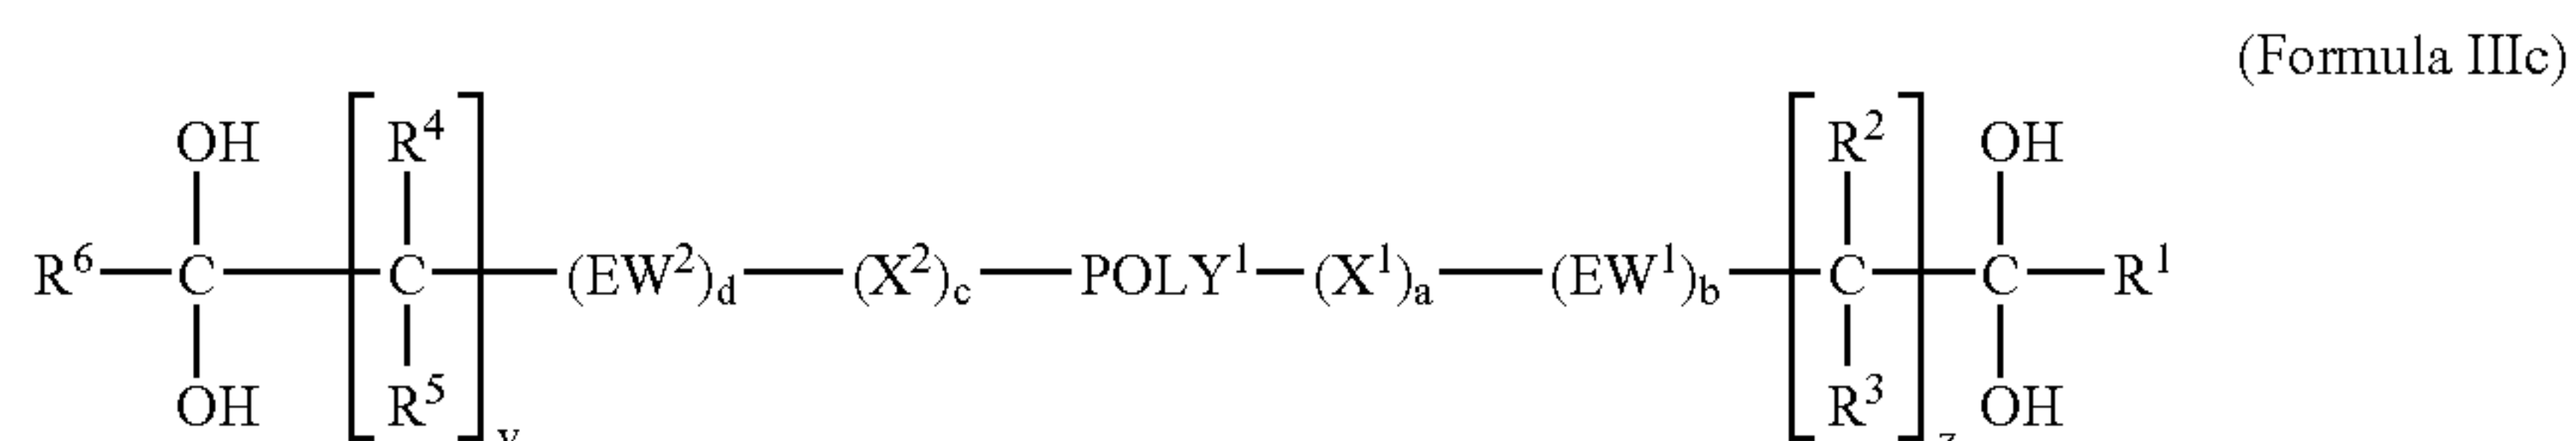 (Formula IIIc)
OH R⁴ R² OH
R⁶—C—C—(EW²)d—(X²)c—POLY¹—(X¹)a—(EW¹)b—C—C—R¹
OH R⁵ R³ OH
y z